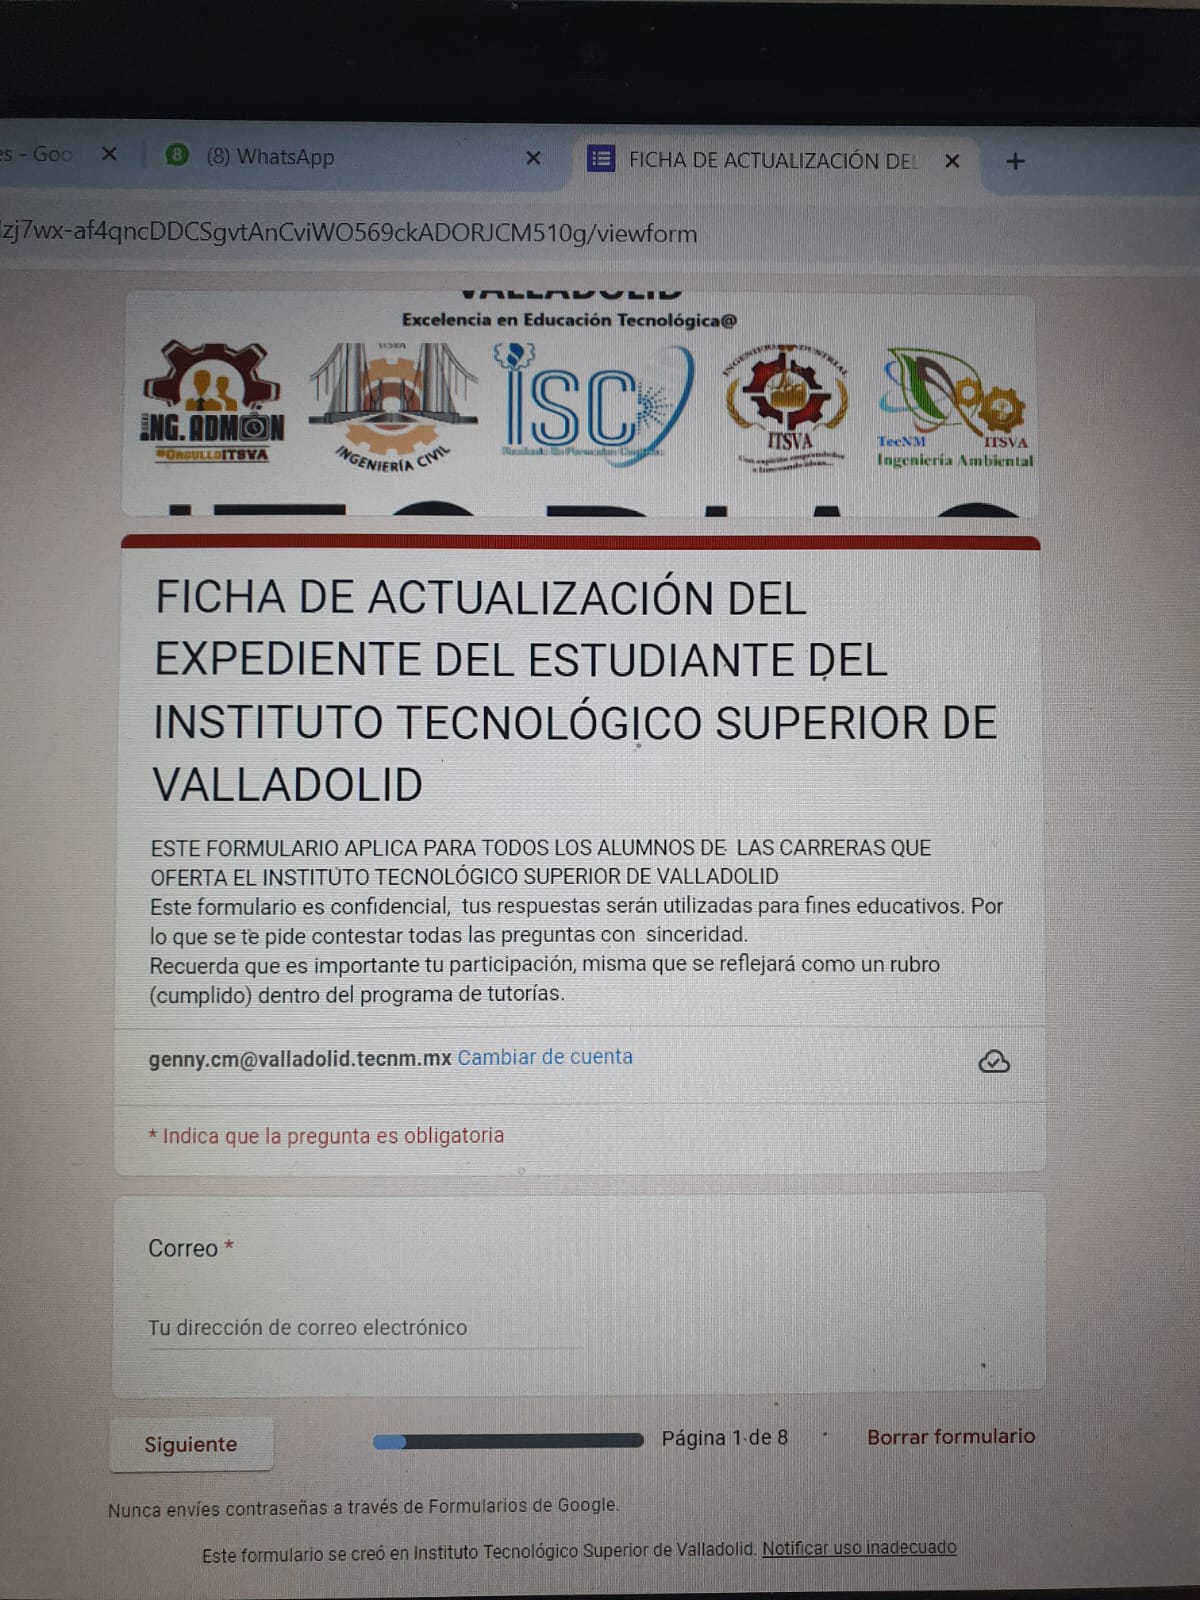 es - Goo
8 (8) WhatsApp
FICHA DE ACTUALIZACIÓN DEL
zj7wx-af4qncDDCSgvtAnCviWO569ckADORJCM510g/viewform
VALLADOLID
Excelencia en Educación Tecnológica@
ING. ADMON
#ORGULLOITSVA
ITSVA
INGENIERÍA CIVIL
ISC
INGENIERÍA INDUSTRIAL
ITSVA
TecNM ITSVA
Ingeniería Ambiental
FICHA DE ACTUALIZACIÓN DEL
EXPEDIENTE DEL ESTUDIANTE DEL
INSTITUTO TECNOLÓGICO SUPERIOR DE
VALLADOLID
ESTE FORMULARIO APLICA PARA TODOS LOS ALUMNOS DE LAS CARRERAS QUE
OFERTA EL INSTITUTO TECNOLÓGICO SUPERIOR DE VALLADOLID
Este formulario es confidencial, tus respuestas serán utilizadas para fines educativos. Por
lo que se te pide contestar todas las preguntas con sinceridad.
Recuerda que es importante tu participación, misma que se reflejará como un rubro
(cumplido) dentro del programa de tutorías.
genny.cm@valladolid.tecnm.mx Cambiar de cuenta
* Indica que la pregunta es obligatoria
Correo *
Tu dirección de correo electrónico
Siguiente
Página 1 de 8
Borrar formulario
Nunca envíes contraseñas a través de Formularios de Google.
Este formulario se creó en Instituto Tecnológico Superior de Valladolid. Notificar uso inadecuado